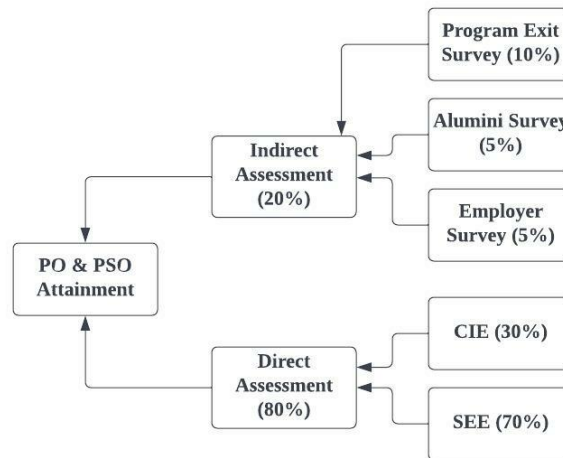 Program Exit
Survey (10%)
Alumini Survey
(5%)
Indirect
Assessment
(20%)
Employer
Survey (5%)
PO & PSO
Attainment
CIE (30%)
Direct
Assessment
(80%)
SEE (70%)